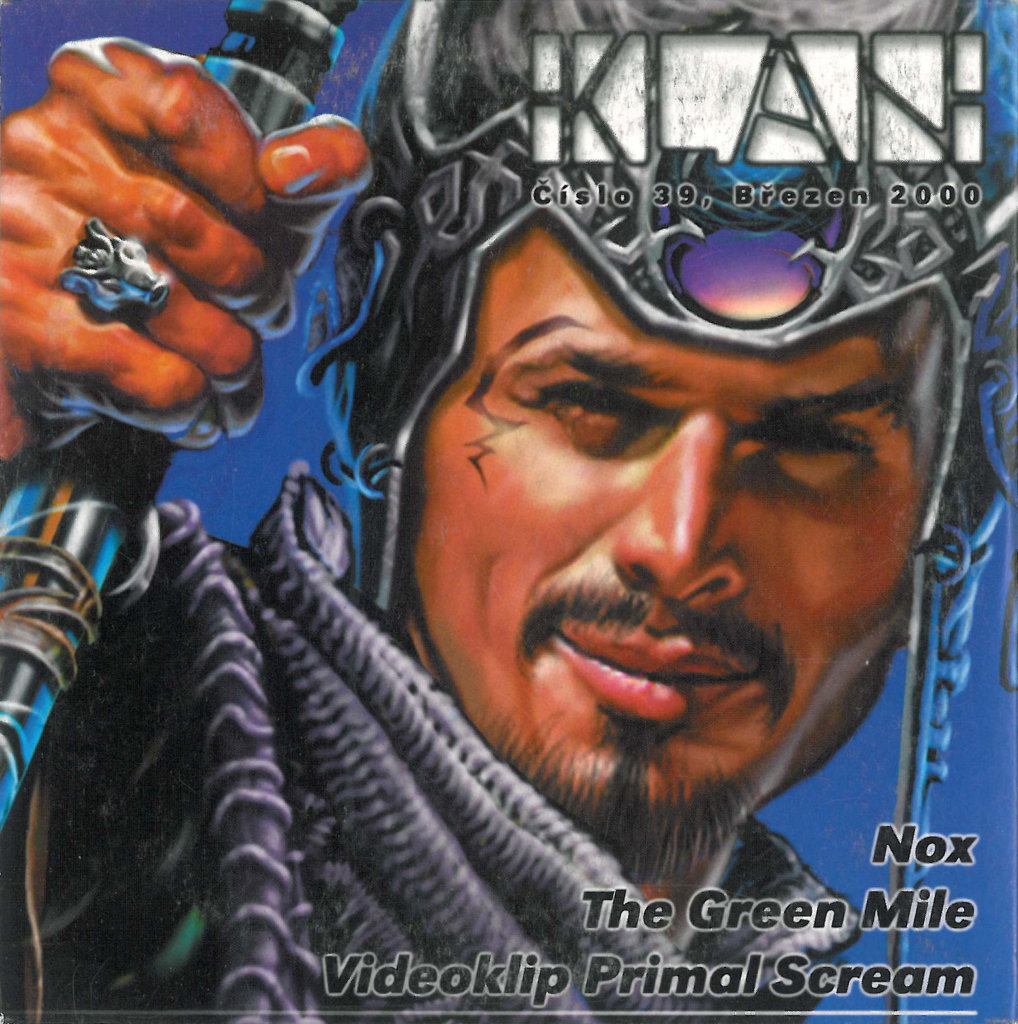 KLAN
Číslo 39, Březen 2000
Nox
The Green Mile
Videoklip Primal Scream